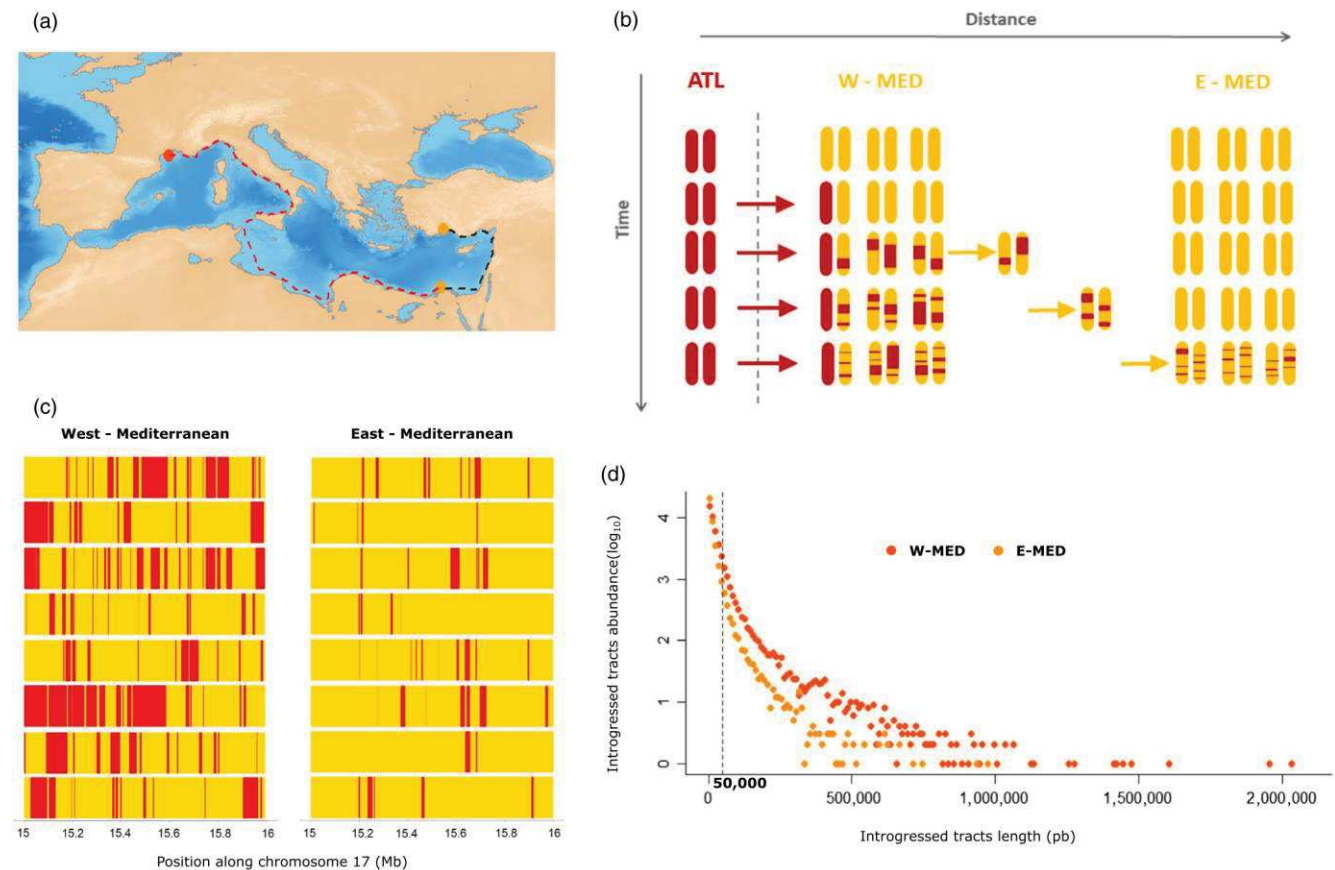 (a)
(b)
Distance
Time
ATL
W - MED
E - MED
(c)
West - Mediterranean
East - Mediterranean
15
15.2
15.4
15.6
15.8
16
15
15.2
15.4
15.6
15.8
16
Position along chromosome 17 (Mb)
(d)
Introgressed tracts abundance(log10)
4
3
2
1
0
W-MED
E-MED
0
50,000
500,000
1,000,000
1,500,000
2,000,000
Introgressed tracts length (pb)